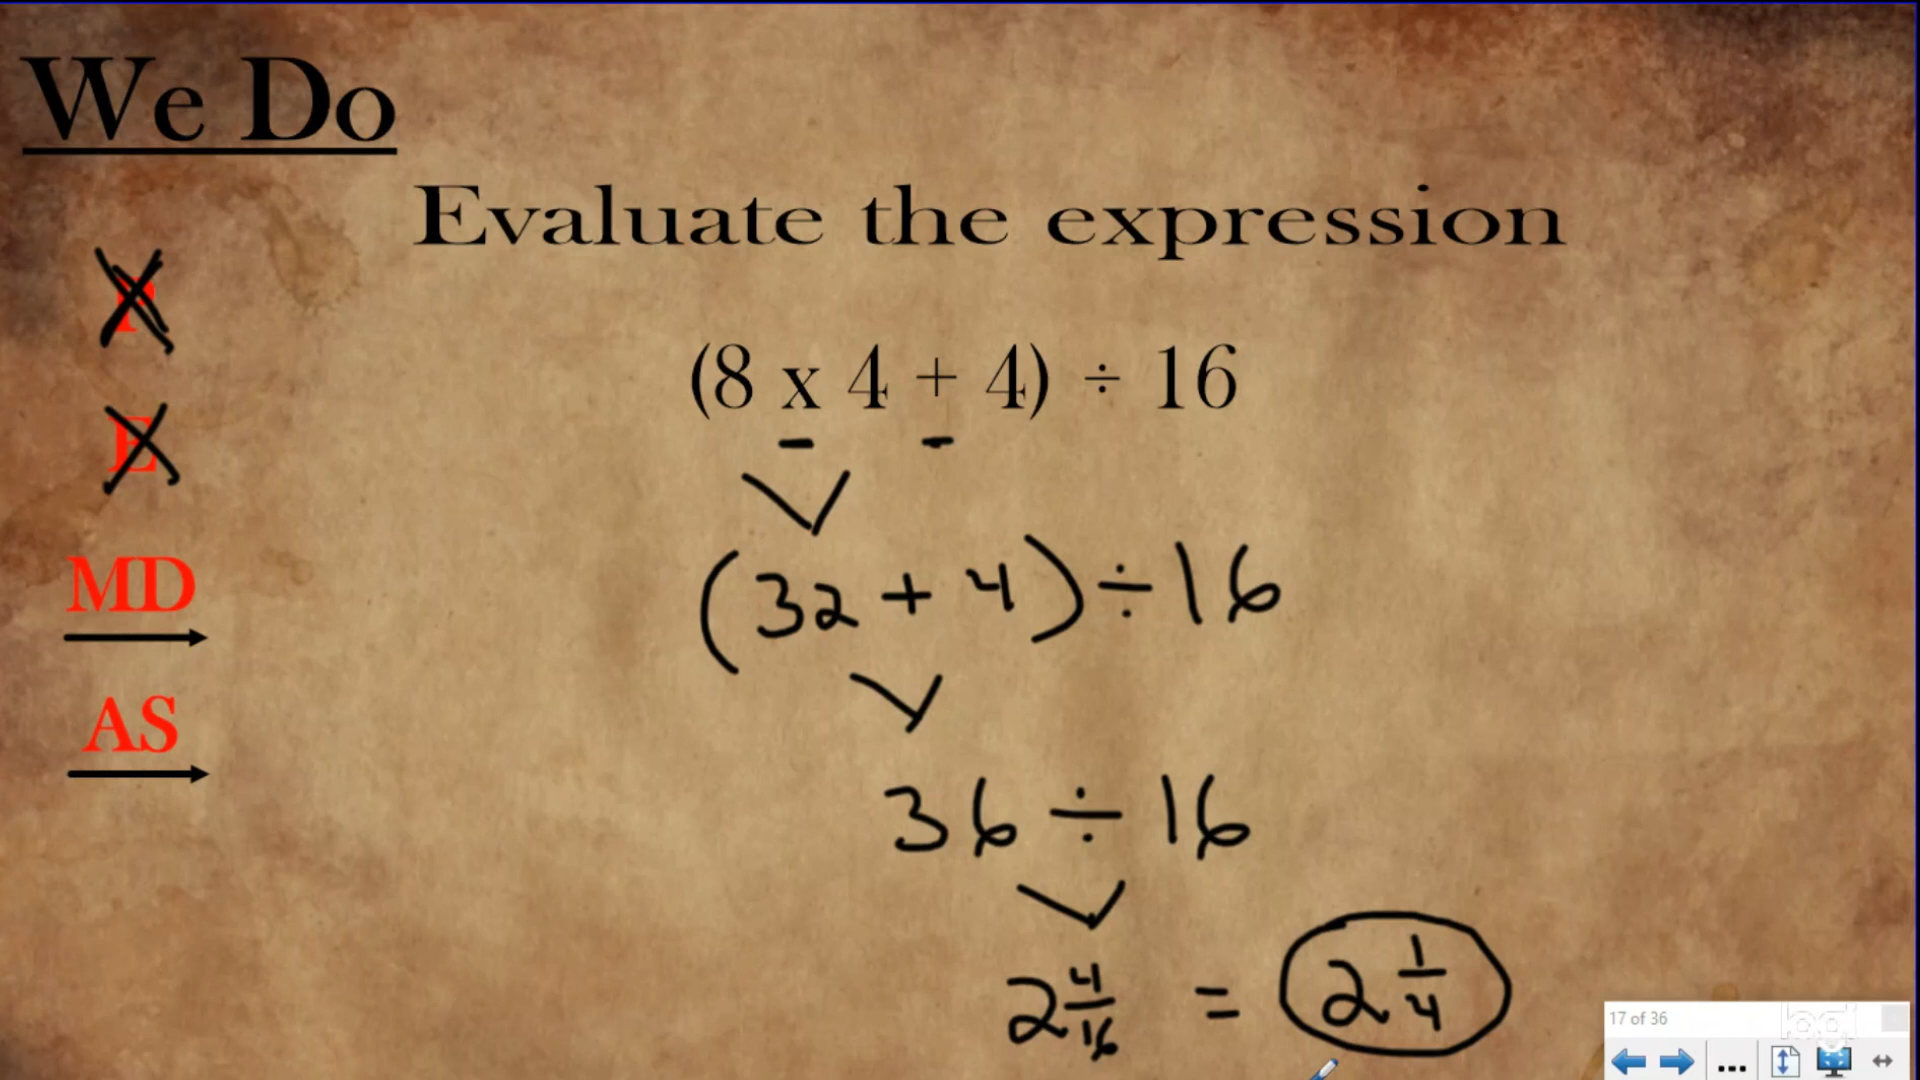 We Do
Evaluate the expression
P
E
MD
AS
(8 x 4 + 4) ÷ 16
(32 + 4) ÷ 16
36 ÷ 16
2 4/16 = 2 1/4
17 of 36
logi
...